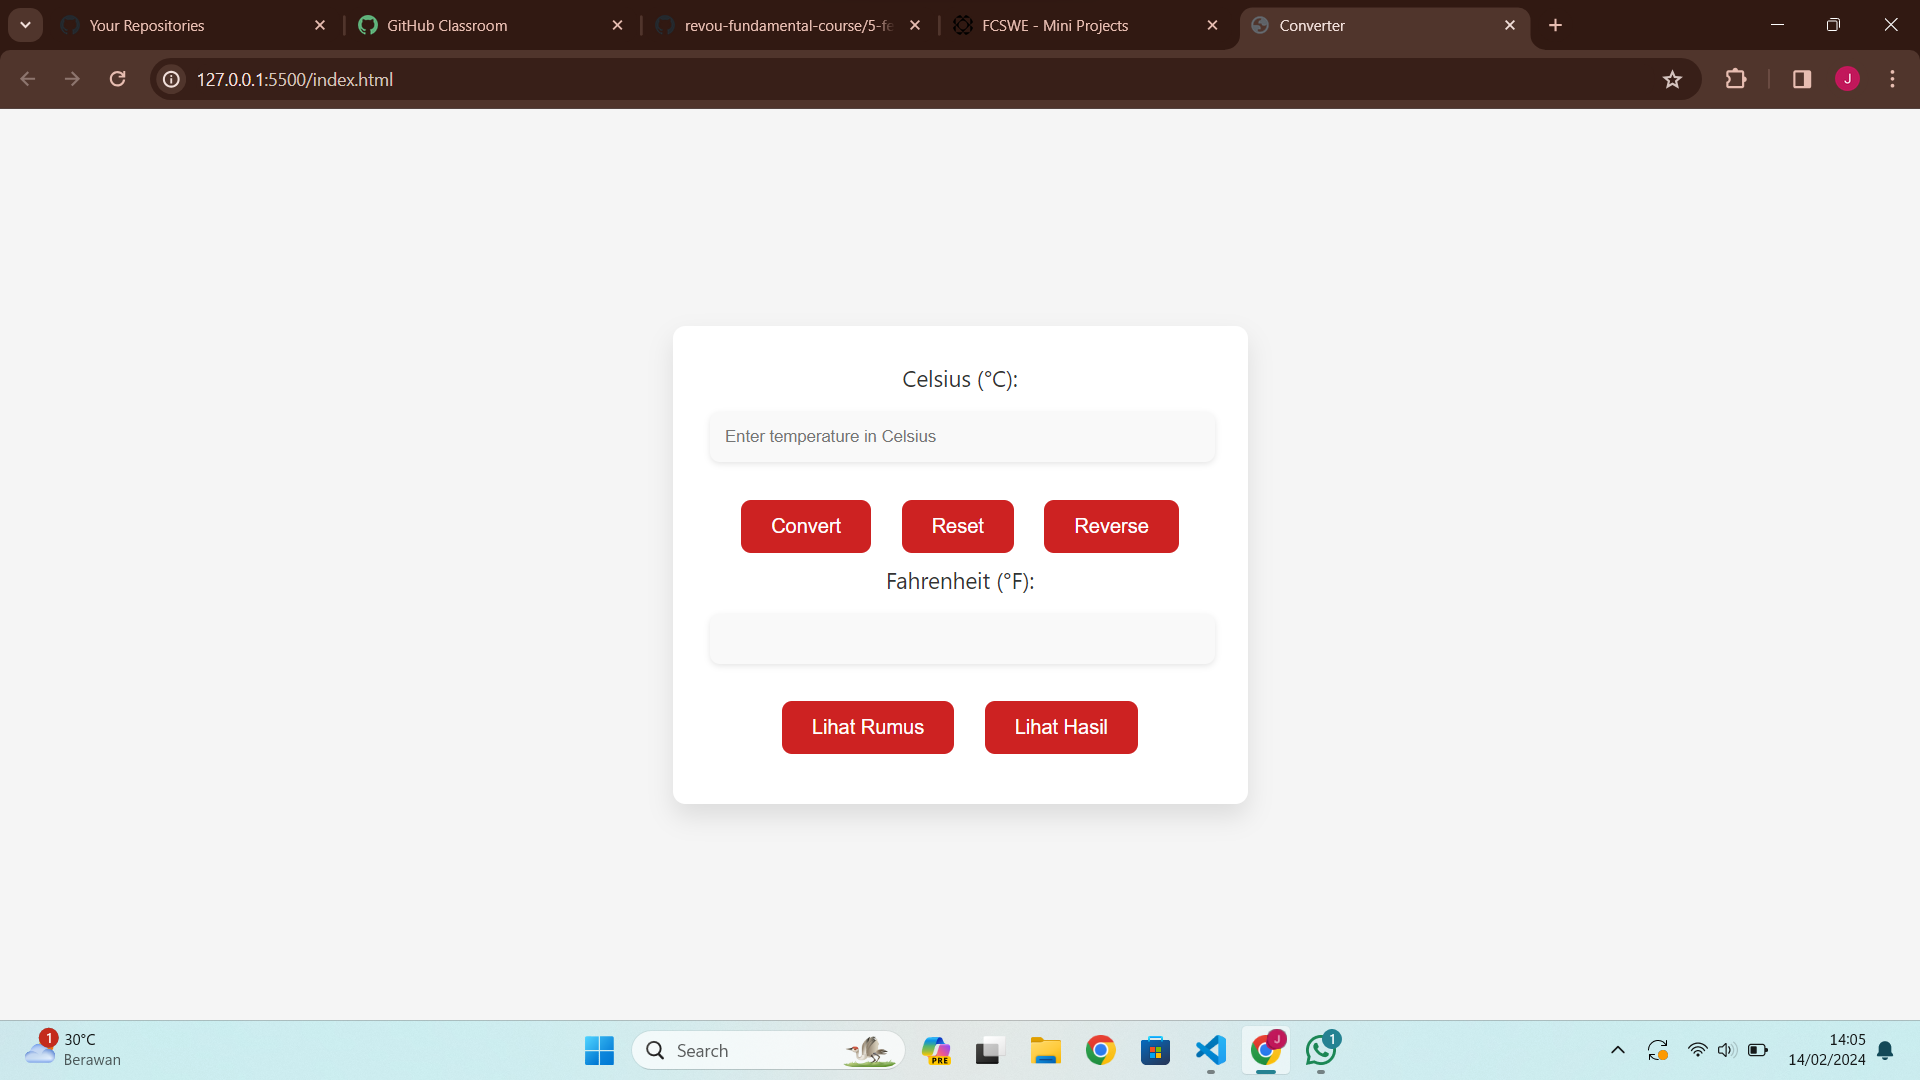 Your Repositories
GitHub Classroom
revou-fundamental-course/5-fe
FCSWE - Mini Projects
Converter
127.0.0.1:5500/index.html
J
Celsius (°C):
Enter temperature in Celsius
Convert
Reset
Reverse
Fahrenheit (°F):
Lihat Rumus
Lihat Hasil
1
30°C
Berawan
Search
PRE
J
1
14:05
14/02/2024